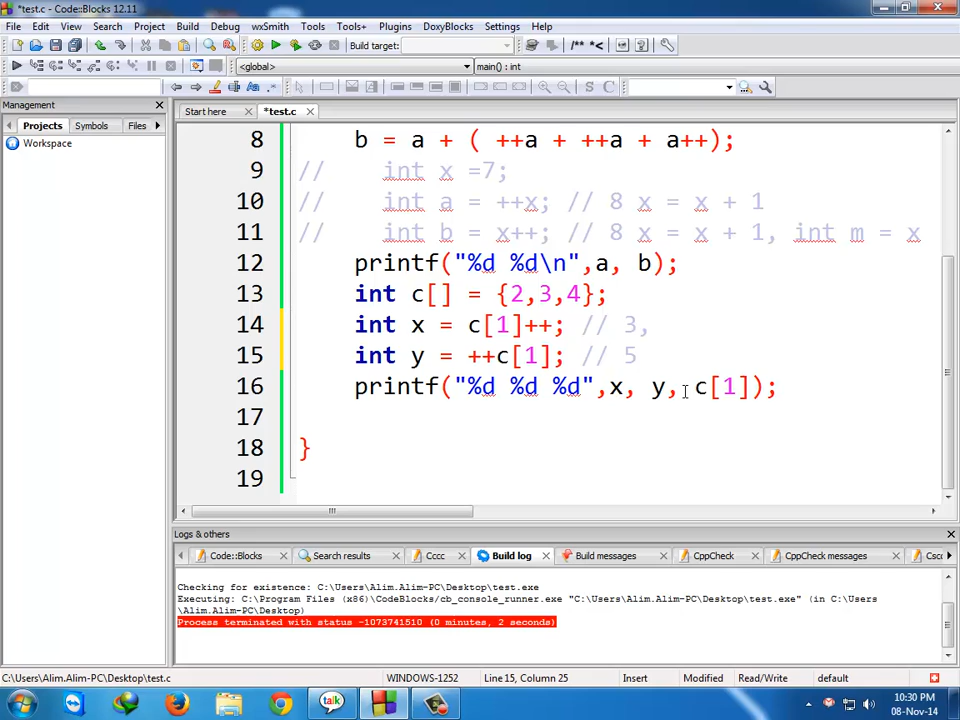 *test.c - Code::Blocks 12.11
File Edit View Search Project Build Debug wxSmith Tools Tools+ Plugins DoxyBlocks Settings Help
Build target:
/** *<
<global>
main() : int
Management
Start here
*test.c
Projects Symbols Files
Workspace
8 b = a + ( ++a + ++a + a++);
9 // int x =7;
10 // int a = ++x; // 8 x = x + 1
11 // int b = x++; // 8 x = x + 1, int m = x
12 printf("%d %d\n",a, b);
13 int c[] = {2,3,4};
14 int x = c[1]++; // 3,
15 int y = ++c[1]; // 5
16 printf("%d %d %d",x, y, c[1]);
17
18 }
19
Logs & others
Code::Blocks Search results Cccc Build log Build messages CppCheck CppCheck messages Csco
Checking for existence: C:\Users\Alim.Alim-PC\Desktop\test.exe
Executing: C:\Program Files (x86)\CodeBlocks/cb_console_runner.exe "C:\Users\Alim.Alim-PC\Desktop\test.exe" (in C:\Users
\Alim.Alim-PC\Desktop)
Process terminated with status -1073741510 (0 minutes, 2 seconds)
C:\Users\Alim.Alim-PC\Desktop\test.c WINDOWS-1252 Line 15, Column 25 Insert Modified Read/Write default
talk
10:30 PM
08-Nov-14